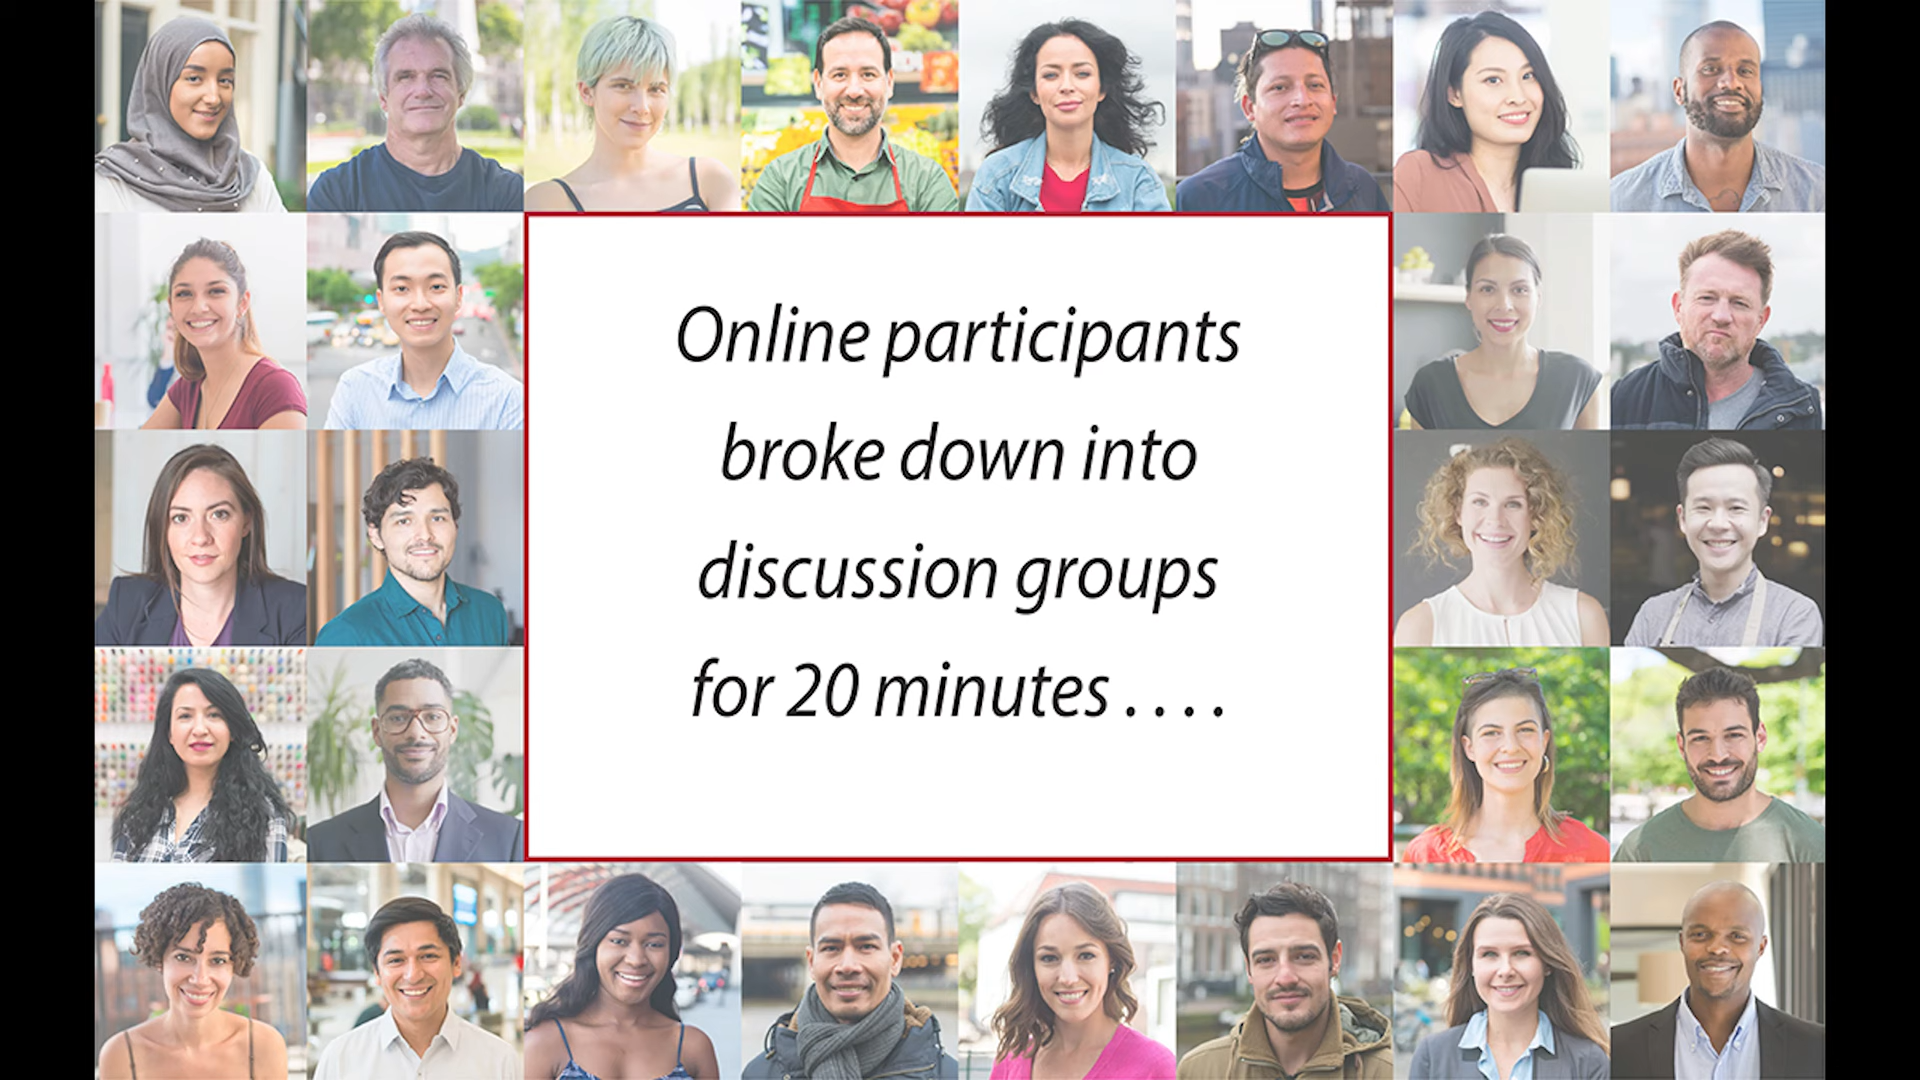 Online participants
broke down into
discussion groups
for 20 minutes . . . .